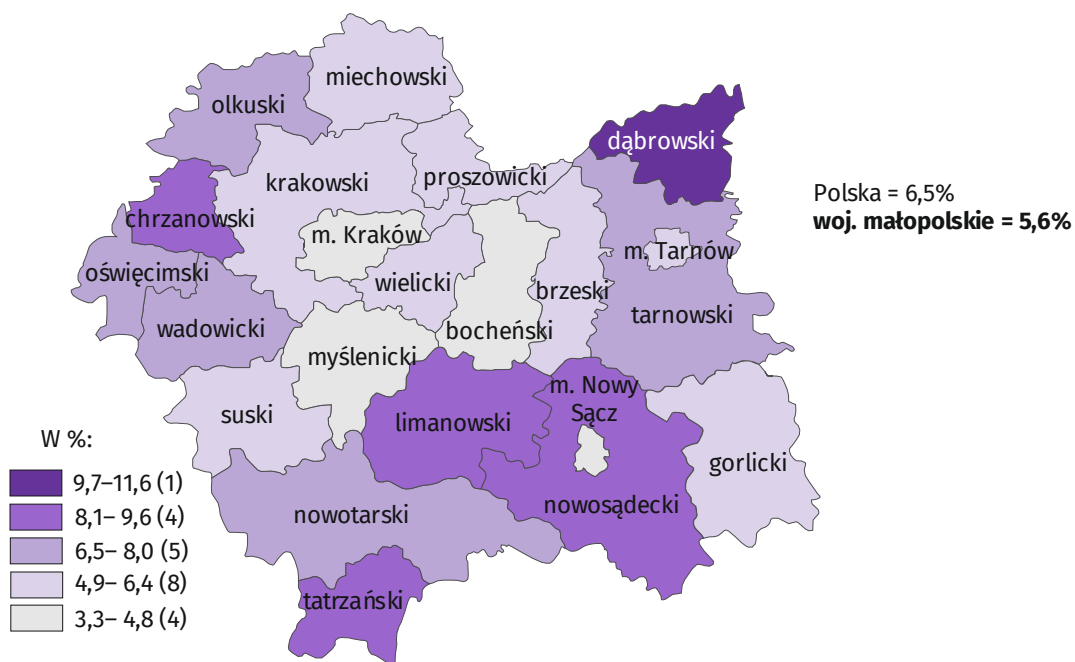 miechowski
olkuski
dąbrowski
proszowicki
krakowski
Polska = 6,5%
woj. małopolskie = 5,6%
chrzanowski
m. Kraków
m. Tarnów
oświęcimski
wielicki
brzeski
tarnowski
wadowicki
bocheński
myślenicki
m. Nowy
Sącz
suski
limanowski
gorlicki
nowosądecki
nowotarski
tatrzański
W %:
9,7–11,6 (1)
8,1– 9,6 (4)
6,5– 8,0 (5)
4,9– 6,4 (8)
3,3– 4,8 (4)